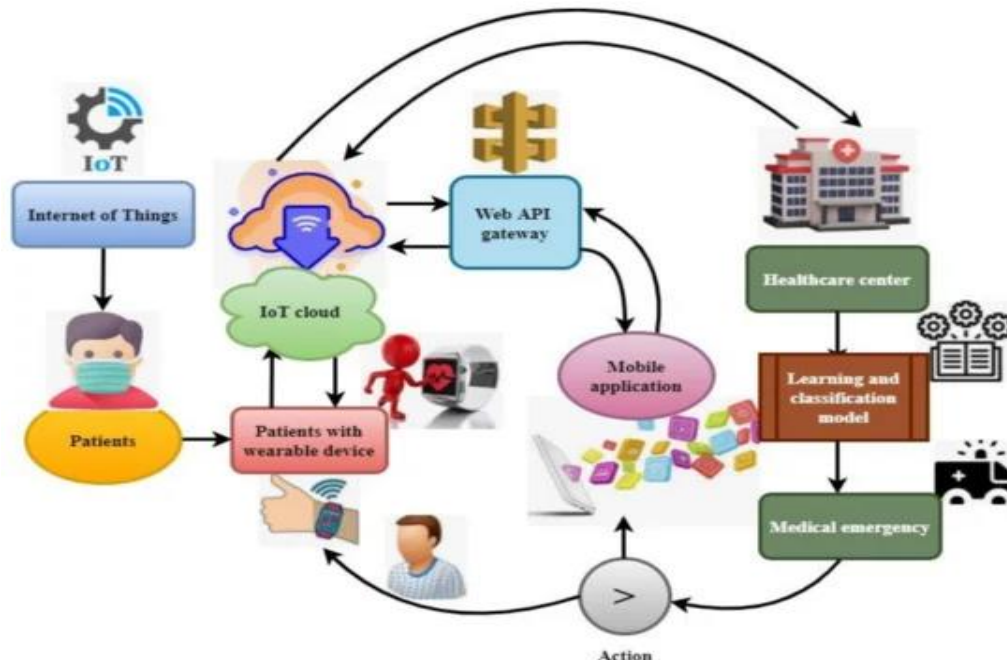 IoT
Internet of Things
Patients
IoT cloud
Patients with
wearable device
Web API
gateway
Mobile
application
Healthcare center
Learning and
classification
model
Medical emergency
>
Action